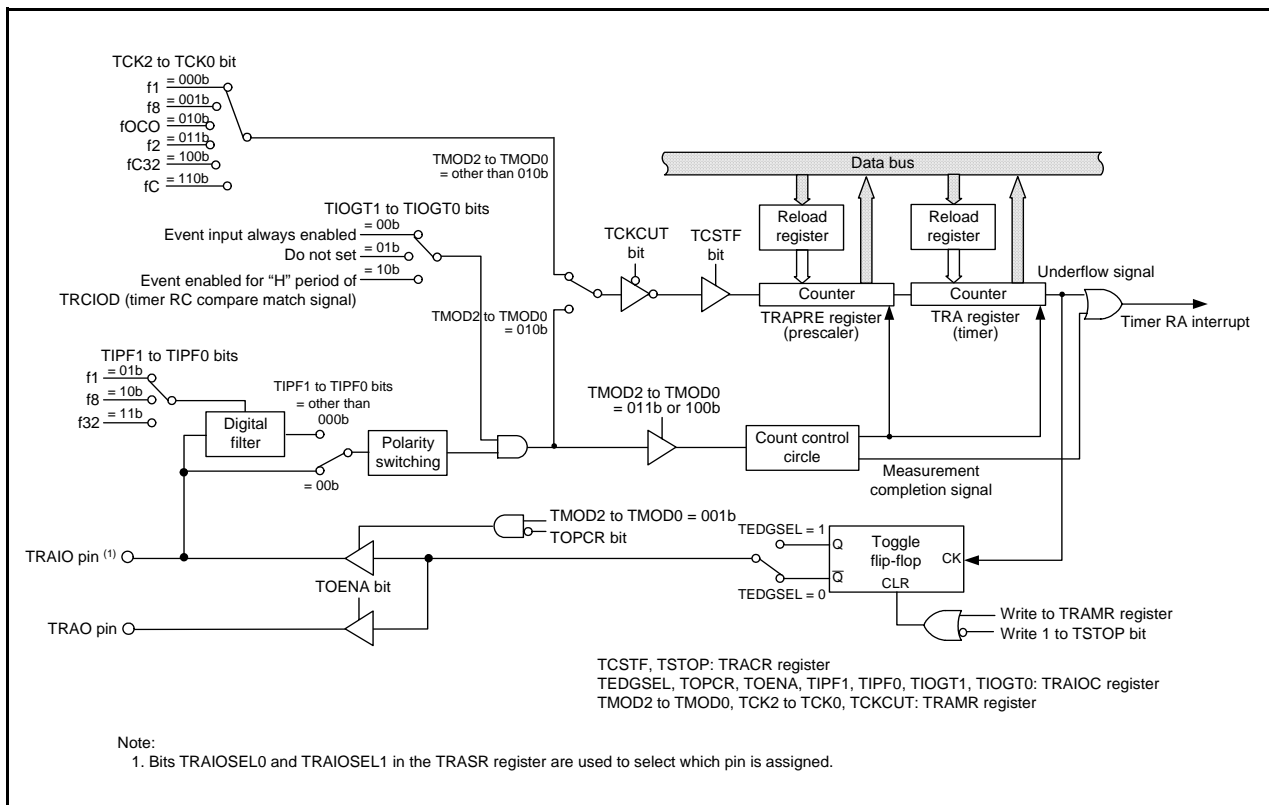 TCK2 to TCK0 bit
f1 = 000b
f8 = 001b
fOCO = 010b
f2 = 011b
fC32 = 100b
fC = 110b
TMOD2 to TMOD0
= other than 010b
Data bus
TIOGT1 to TIOGT0 bits
Event input always enabled = 00b
Do not set = 01b
Event enabled for “H” period of = 10b
TRCIOD (timer RC compare match signal)
TMOD2 to TMOD0
= 010b
TCKCUT
bit
TCSTF
bit
Reload
register
Reload
register
Counter
Counter
TRAPRE register
(prescaler)
TRA register
(timer)
Underflow signal
Timer RA interrupt
TIPF1 to TIPF0 bits
f1 = 01b
f8 = 10b
f32 = 11b
Digital
filter
TIPF1 to TIPF0 bits
= other than
000b
= 00b
Polarity
switching
TMOD2 to TMOD0
= 011b or 100b
Count control
circle
Measurement
completion signal
TMOD2 to TMOD0 = 001b
TOPCR bit
TRAIO pin (1)
TOENA bit
TRAO pin
TEDGSEL = 1
TEDGSEL = 0
Q
Q
Toggle
flip-flop
CK
CLR
Write to TRAMR register
Write 1 to TSTOP bit
TCSTF, TSTOP: TRACR register
TEDGSEL, TOPCR, TOENA, TIPF1, TIPF0, TIOGT1, TIOGT0: TRAIOC register
TMOD2 to TMOD0, TCK2 to TCK0, TCKCUT: TRAMR register
Note:
1. Bits TRAIOSEL0 and TRAIOSEL1 in the TRASR register are used to select which pin is assigned.